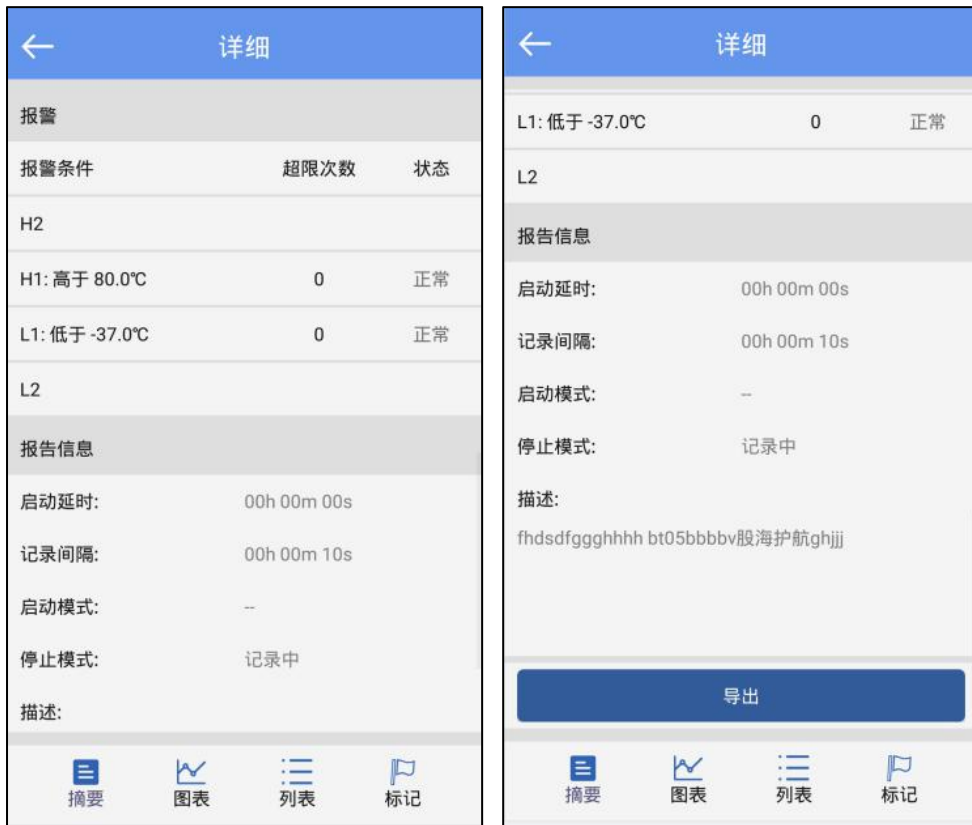 详细
报警
报警条件 超限次数 状态
H2
H1: 高于 80.0℃ 0 正常
L1: 低于 -37.0℃ 0 正常
L2
报告信息
启动延时: 00h 00m 00s
记录间隔: 00h 00m 10s
启动模式: --
停止模式: 记录中
描述:
摘要 图表 列表 标记
详细
L1: 低于 -37.0℃ 0 正常
L2
报告信息
启动延时: 00h 00m 00s
记录间隔: 00h 00m 10s
启动模式: --
停止模式: 记录中
描述:
fhdsdfggghhhh bt05bbbbv股海护航ghjjj
导出
摘要 图表 列表 标记